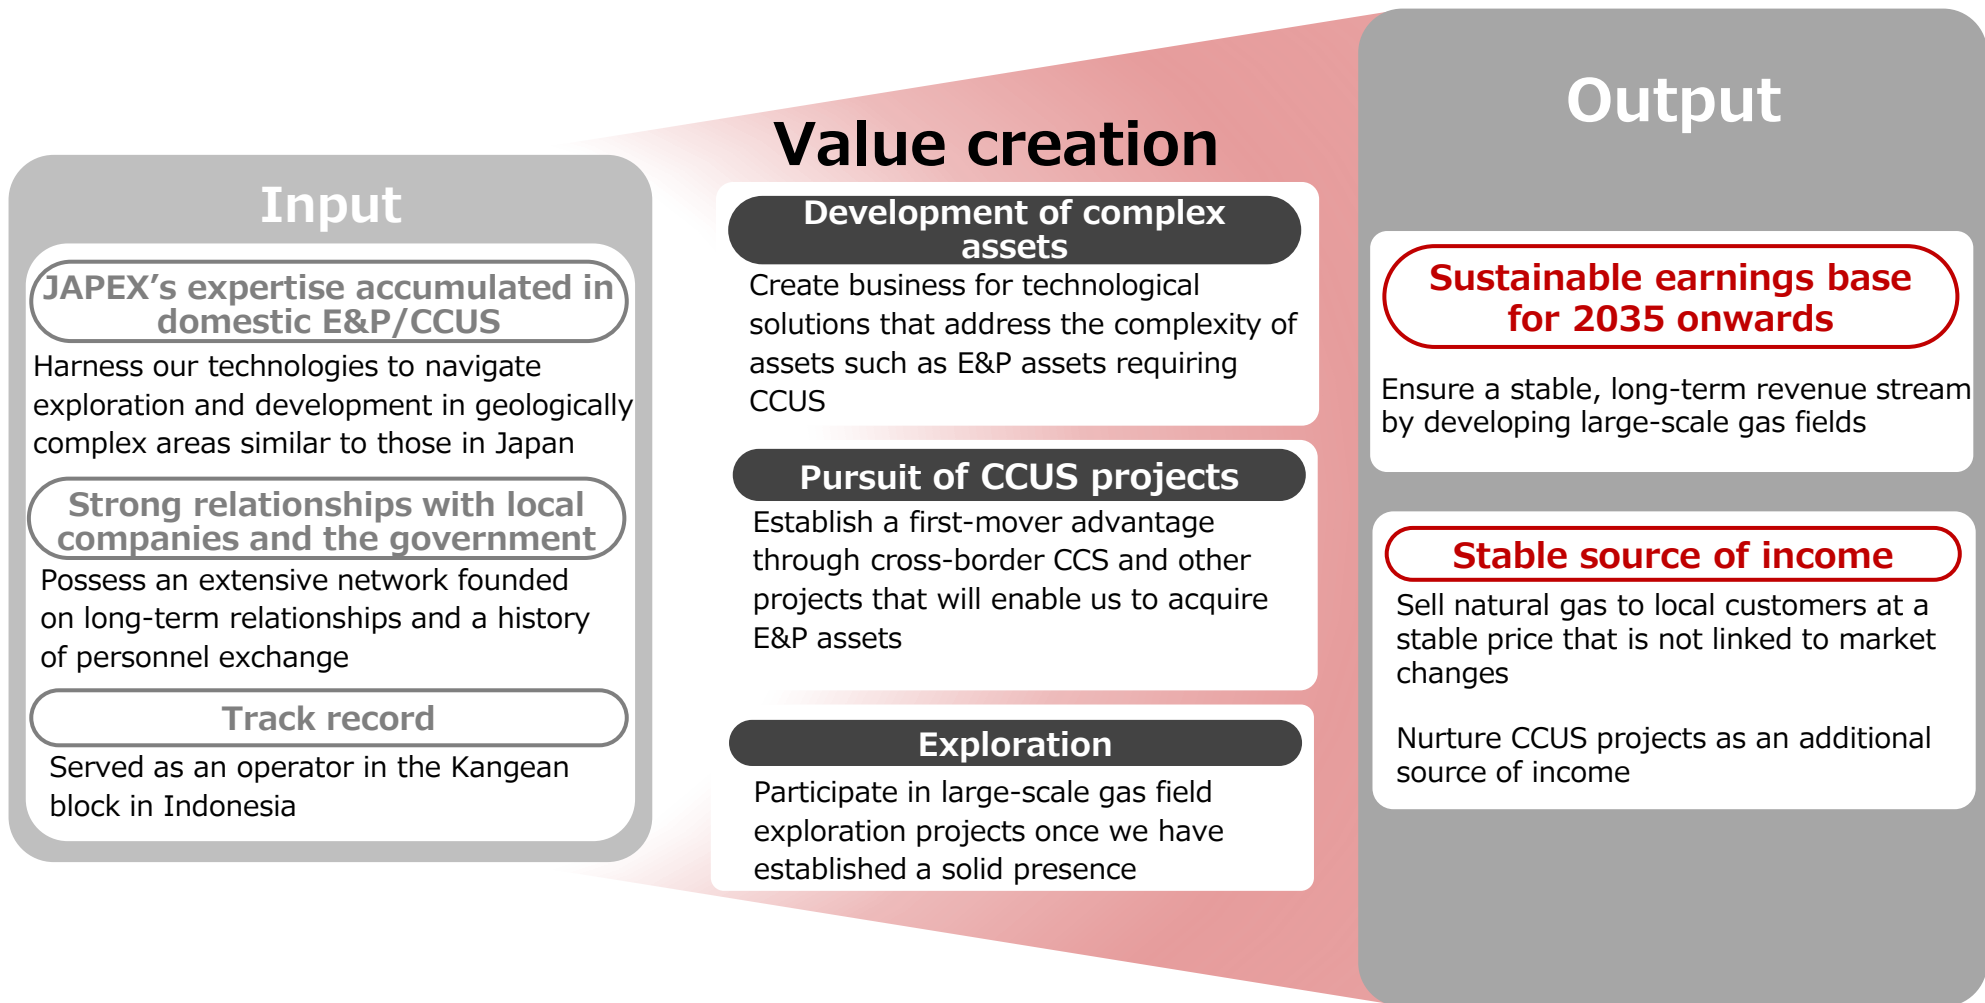 Input
JAPEX’s expertise accumulated in
domestic E&P/CCUS
Harness our technologies to navigate
exploration and development in geologically
complex areas similar to those in Japan
Strong relationships with local
companies and the government
Possess an extensive network founded
on long-term relationships and a history
of personnel exchange
Track record
Served as an operator in the Kangean
block in Indonesia
Value creation
Development of complex
assets
Create business for technological
solutions that address the complexity of
assets such as E&P assets requiring
CCUS
Pursuit of CCUS projects
Establish a first-mover advantage
through cross-border CCS and other
projects that will enable us to acquire
E&P assets
Exploration
Participate in large-scale gas field
exploration projects once we have
established a solid presence
Output
Sustainable earnings base
for 2035 onwards
Ensure a stable, long-term revenue stream
by developing large-scale gas fields
Stable source of income
Sell natural gas to local customers at a
stable price that is not linked to market
changes
Nurture CCUS projects as an additional
source of income